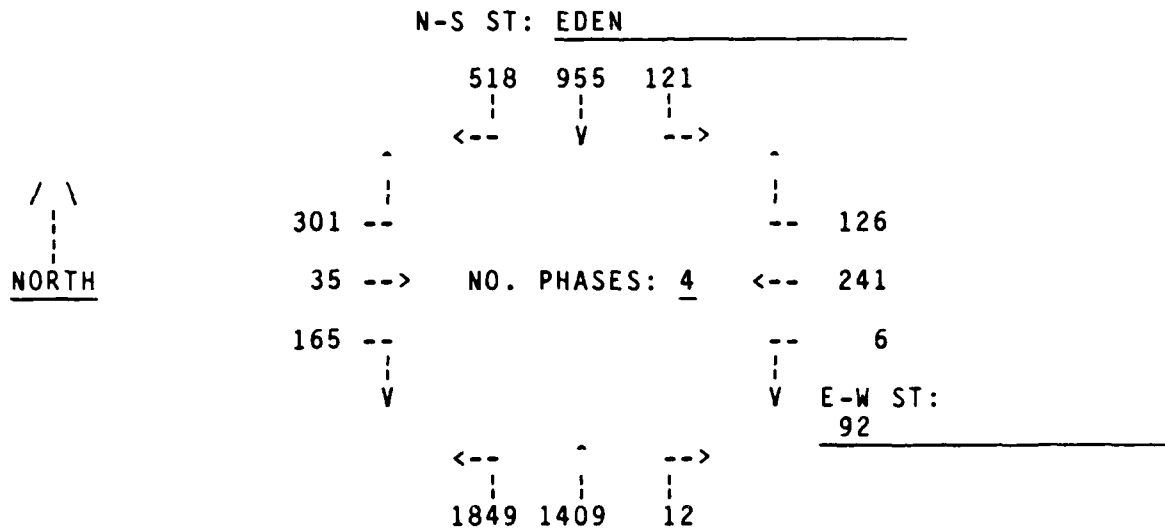 N-S ST: EDEN
518 955 121
<-- V -->
/ \
301 -- -- 126
NORTH 35 --> NO. PHASES: 4 <-- 241
165 -- -- 6
V V E-W ST:
92
<-- ^ -->
1849 1409 12